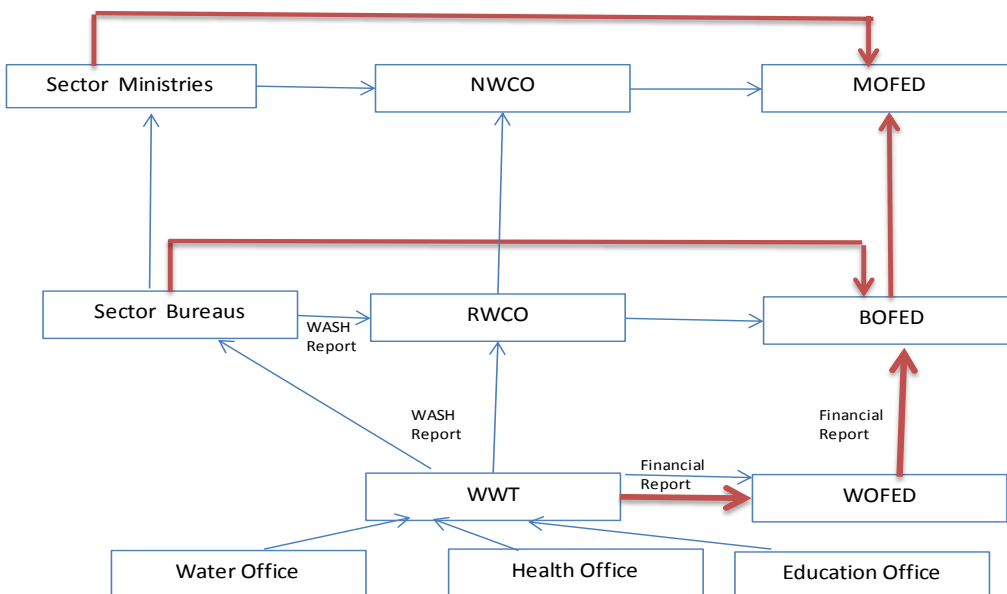 Sector Ministries
NWCO
MOFED
Sector Bureaus
RWCO
BOFED
WASH
Report
WASH
Report
Financial
Report
Financial
Report
WWT
WOFED
Water Office
Health Office
Education Office